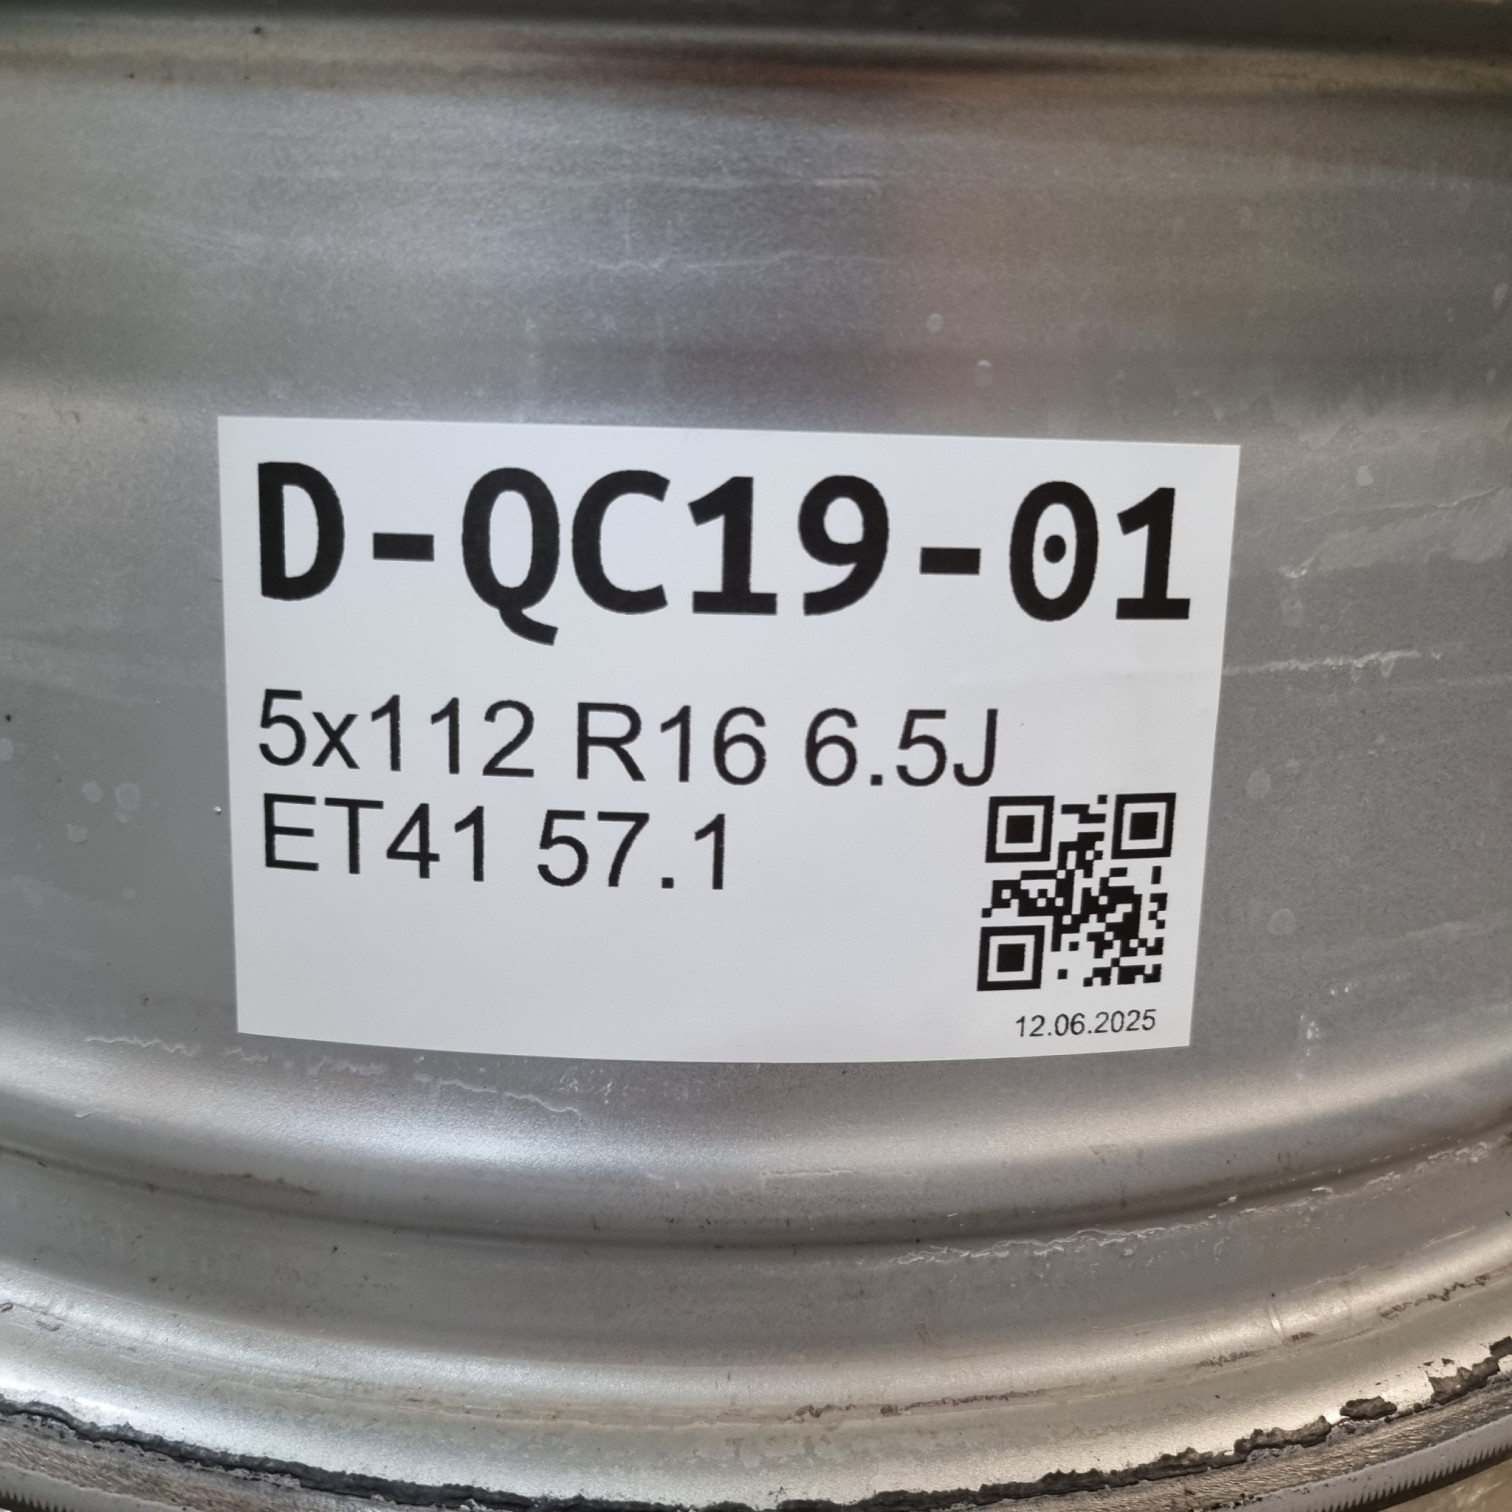 D-QC19-01
5x112 R16 6.5J
ET41 57.1
12.06.2025